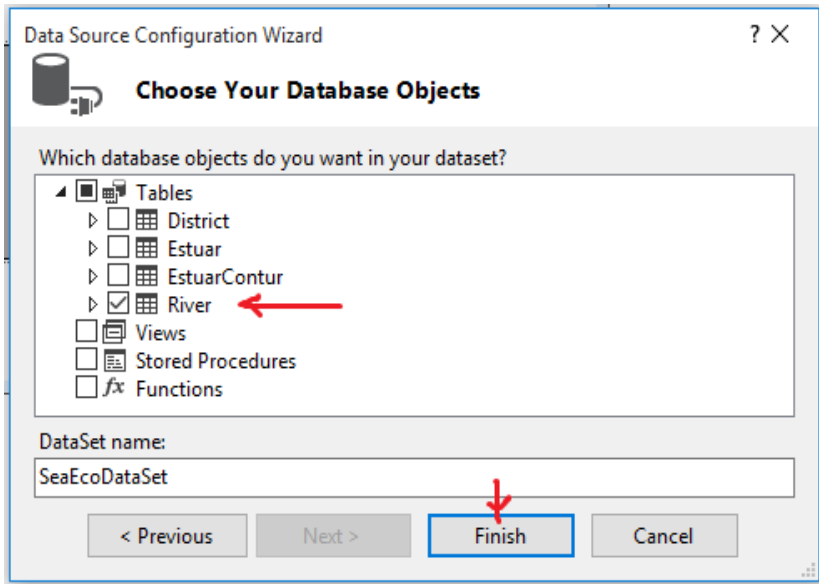 Data Source Configuration Wizard ?
Choose Your Database Objects
Which database objects do you want in your dataset?
Tables
District
Estuar
EstuarContur
River
Views
Stored Procedures
fx Functions
DataSet name:
SeaEcoDataSet
< Previous Next > Finish Cancel